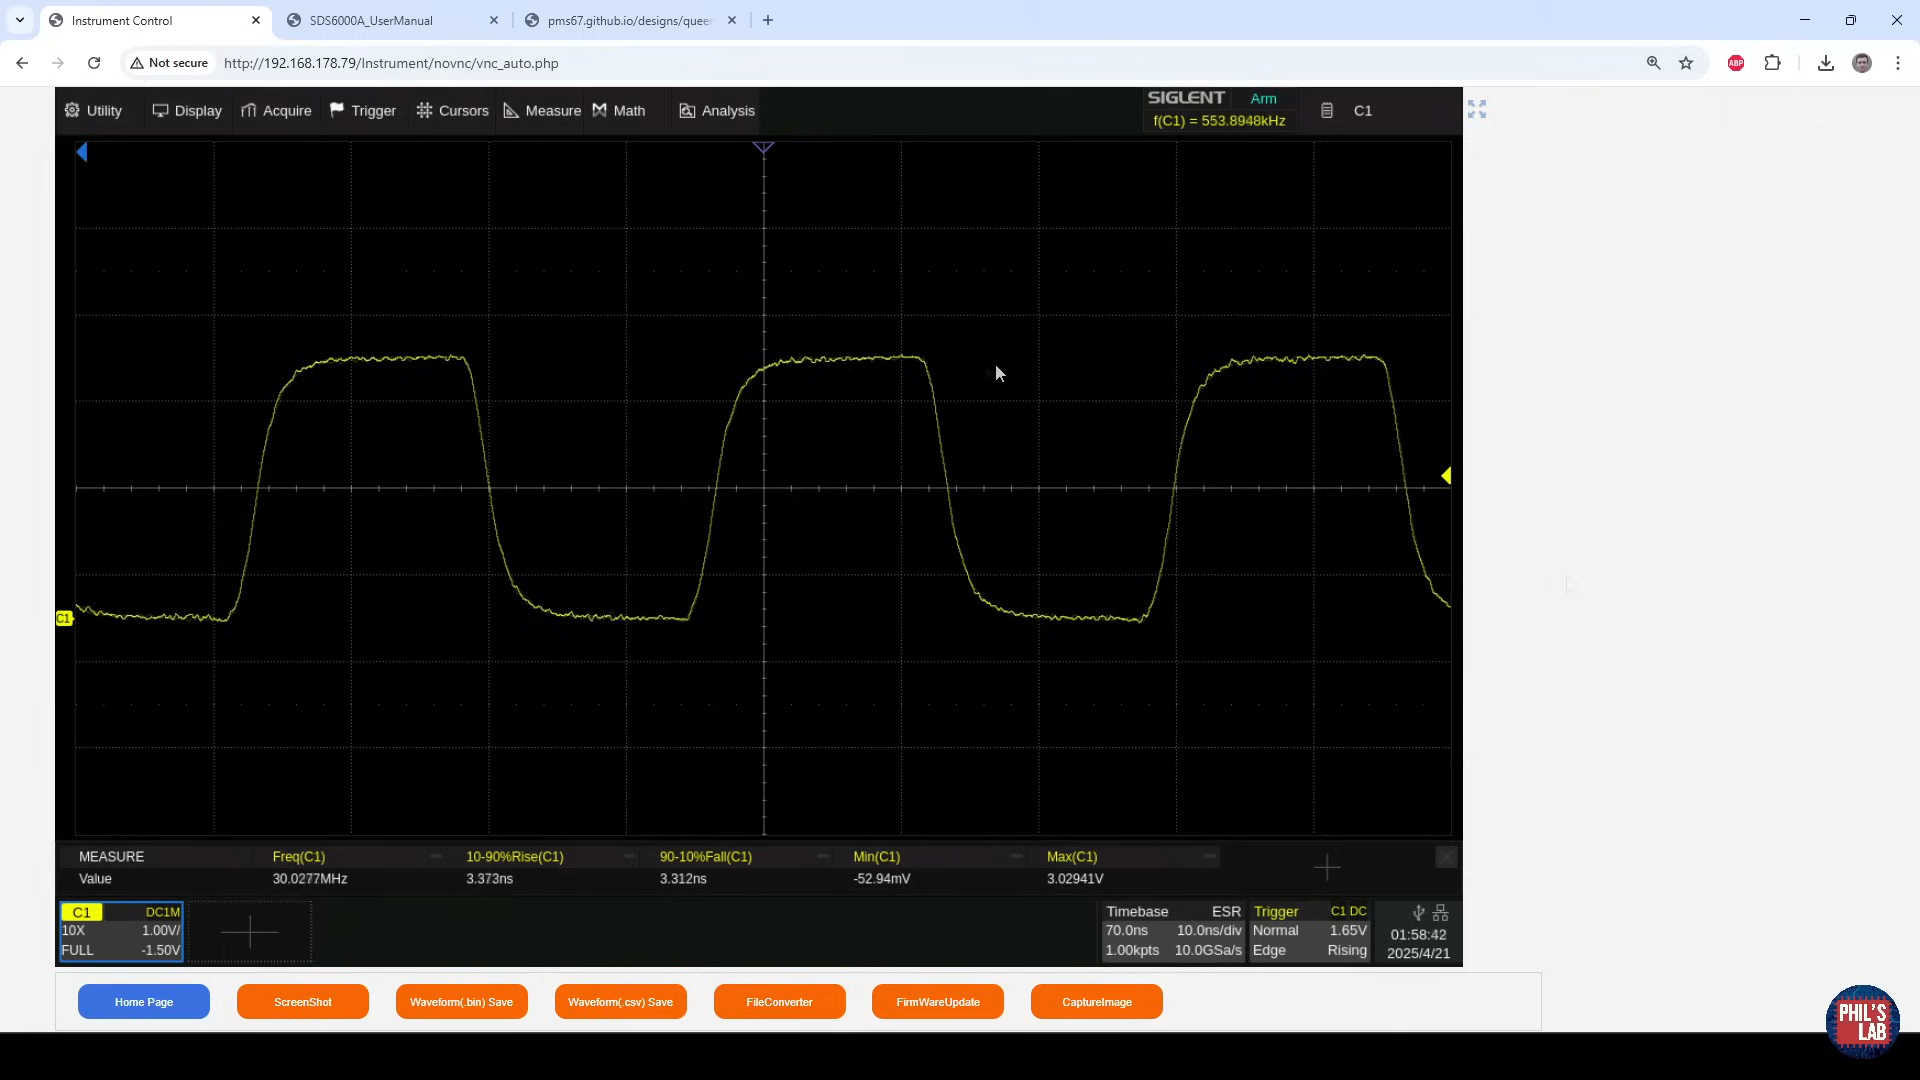 Instrument Control
SDS6000A_UserManual
pms67.github.io/designs/queer
Not secure
http://192.168.178.79/Instrument/novnc/vnc_auto.php
ABP
Utility
Display
Acquire
Trigger
Cursors
Measure
Math
Analysis
SIGLENT
Arm
f(C1) = 553.8948kHz
C1
C1
MEASURE
Freq(C1)
10-90%Rise(C1)
90-10%Fall(C1)
Min(C1)
Max(C1)
Value
30.0277MHz
3.373ns
3.312ns
-52.94mV
3.02941V
C1 DC1M
10X 1.00V/
FULL -1.50V
Timebase ESR
70.0ns 10.0ns/div
1.00kpts 10.0GSa/s
Trigger C1 DC
Normal 1.65V
Edge Rising
01:58:42
2025/4/21
Home Page
ScreenShot
Waveform(.bin) Save
Waveform(.csv) Save
FileConverter
FirmWareUpdate
CaptureImage
PHIL'S
LAB